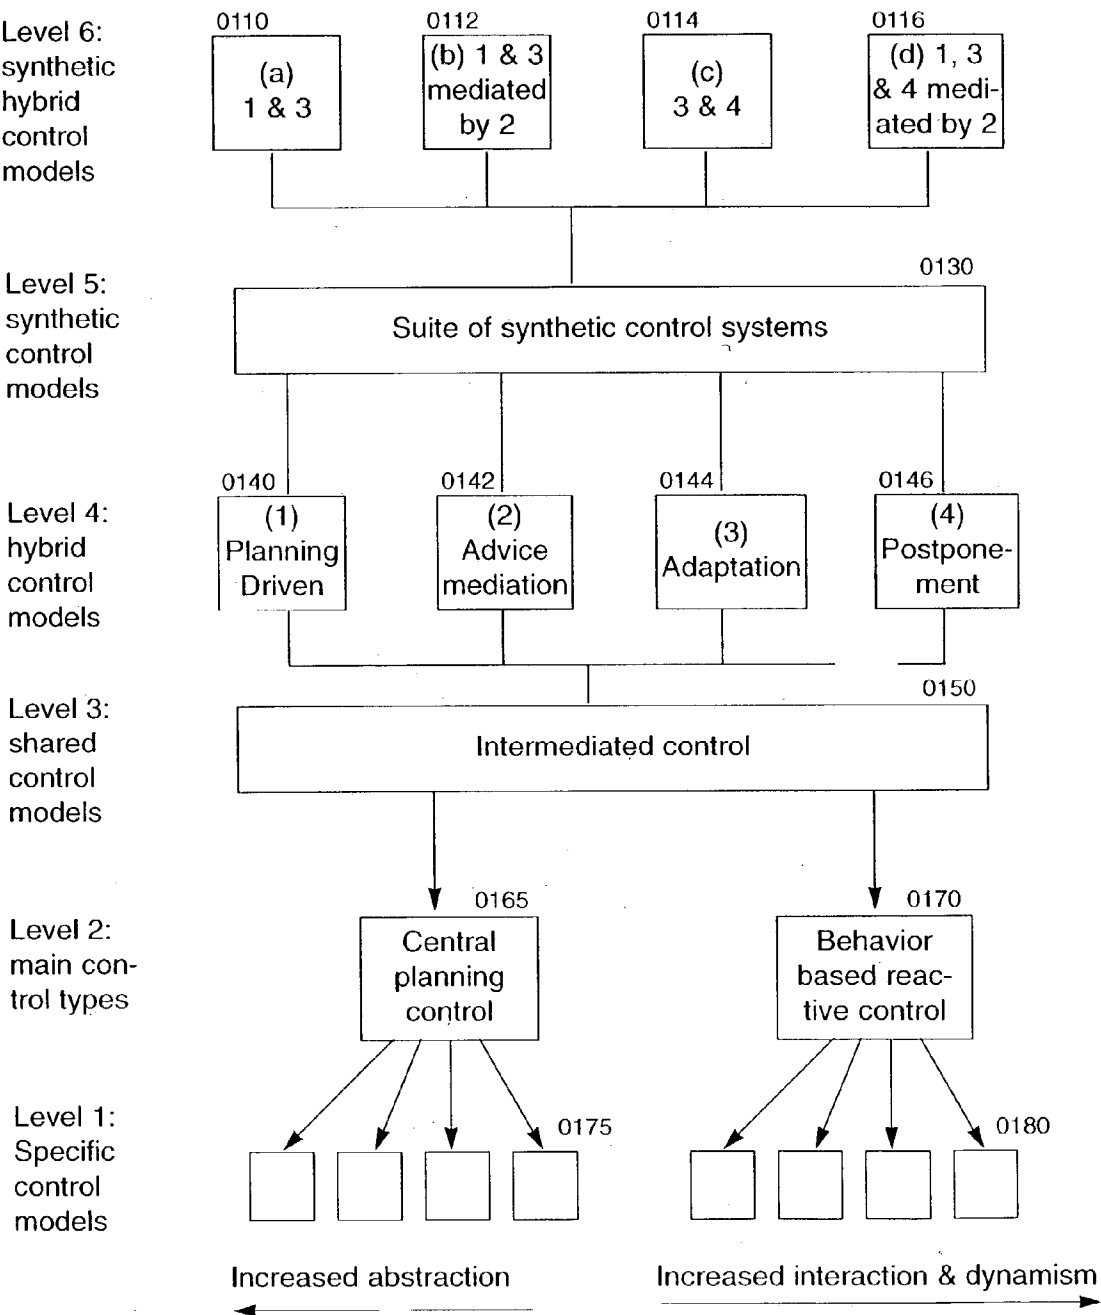 Level 6:
synthetic
hybrid
control
models
0110
(a)
1 & 3
0112
(b) 1 & 3
mediated
by 2
0114
(c)
3 & 4
0116
(d) 1, 3
& 4 medi-
ated by 2
Level 5:
synthetic
control
models
0130
Suite of synthetic control systems
Level 4:
hybrid
control
models
0140
(1)
Planning
Driven
0142
(2)
Advice
mediation
0144
(3)
Adaptation
0146
(4)
Postpone-
ment
Level 3:
shared
control
models
0150
Intermediated control
Level 2:
main con-
trol types
0165
Central
planning
control
0170
Behavior
based reac-
tive control
Level 1:
Specific
control
models
0175
0180
Increased abstraction
Increased interaction & dynamism